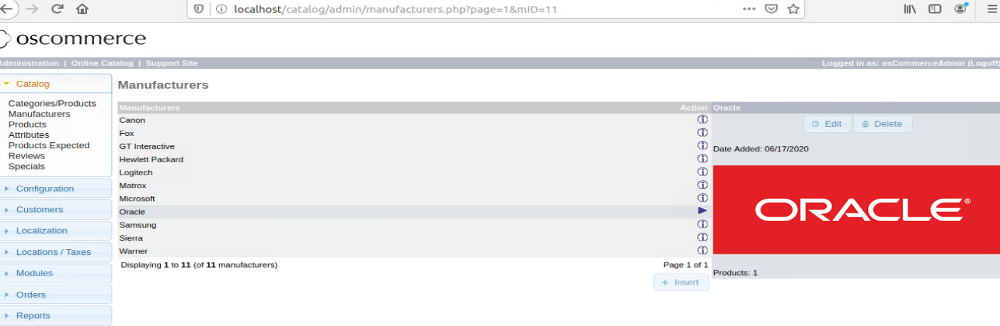 localhost/catalog/admin/manufacturers.php?page=1&mID=11
oscommerce
Administration | Online Catalog | Support Site
Logged in as: osCommerceAdmin (Logoff)
Catalog
Categories/Products
Manufacturers
Products
Attributes
Products Expected
Reviews
Specials
Configuration
Customers
Localization
Locations / Taxes
Modules
Orders
Reports
Manufacturers
Manufacturers Action
Canon
Fox
GT Interactive
Hewlett Packard
Logitech
Matrox
Microsoft
Oracle
Samsung
Sierra
Warner
Displaying 1 to 11 (of 11 manufacturers) Page 1 of 1
+ Insert
Oracle
Edit Delete
Date Added: 06/17/2020
ORACLE®
Products: 1